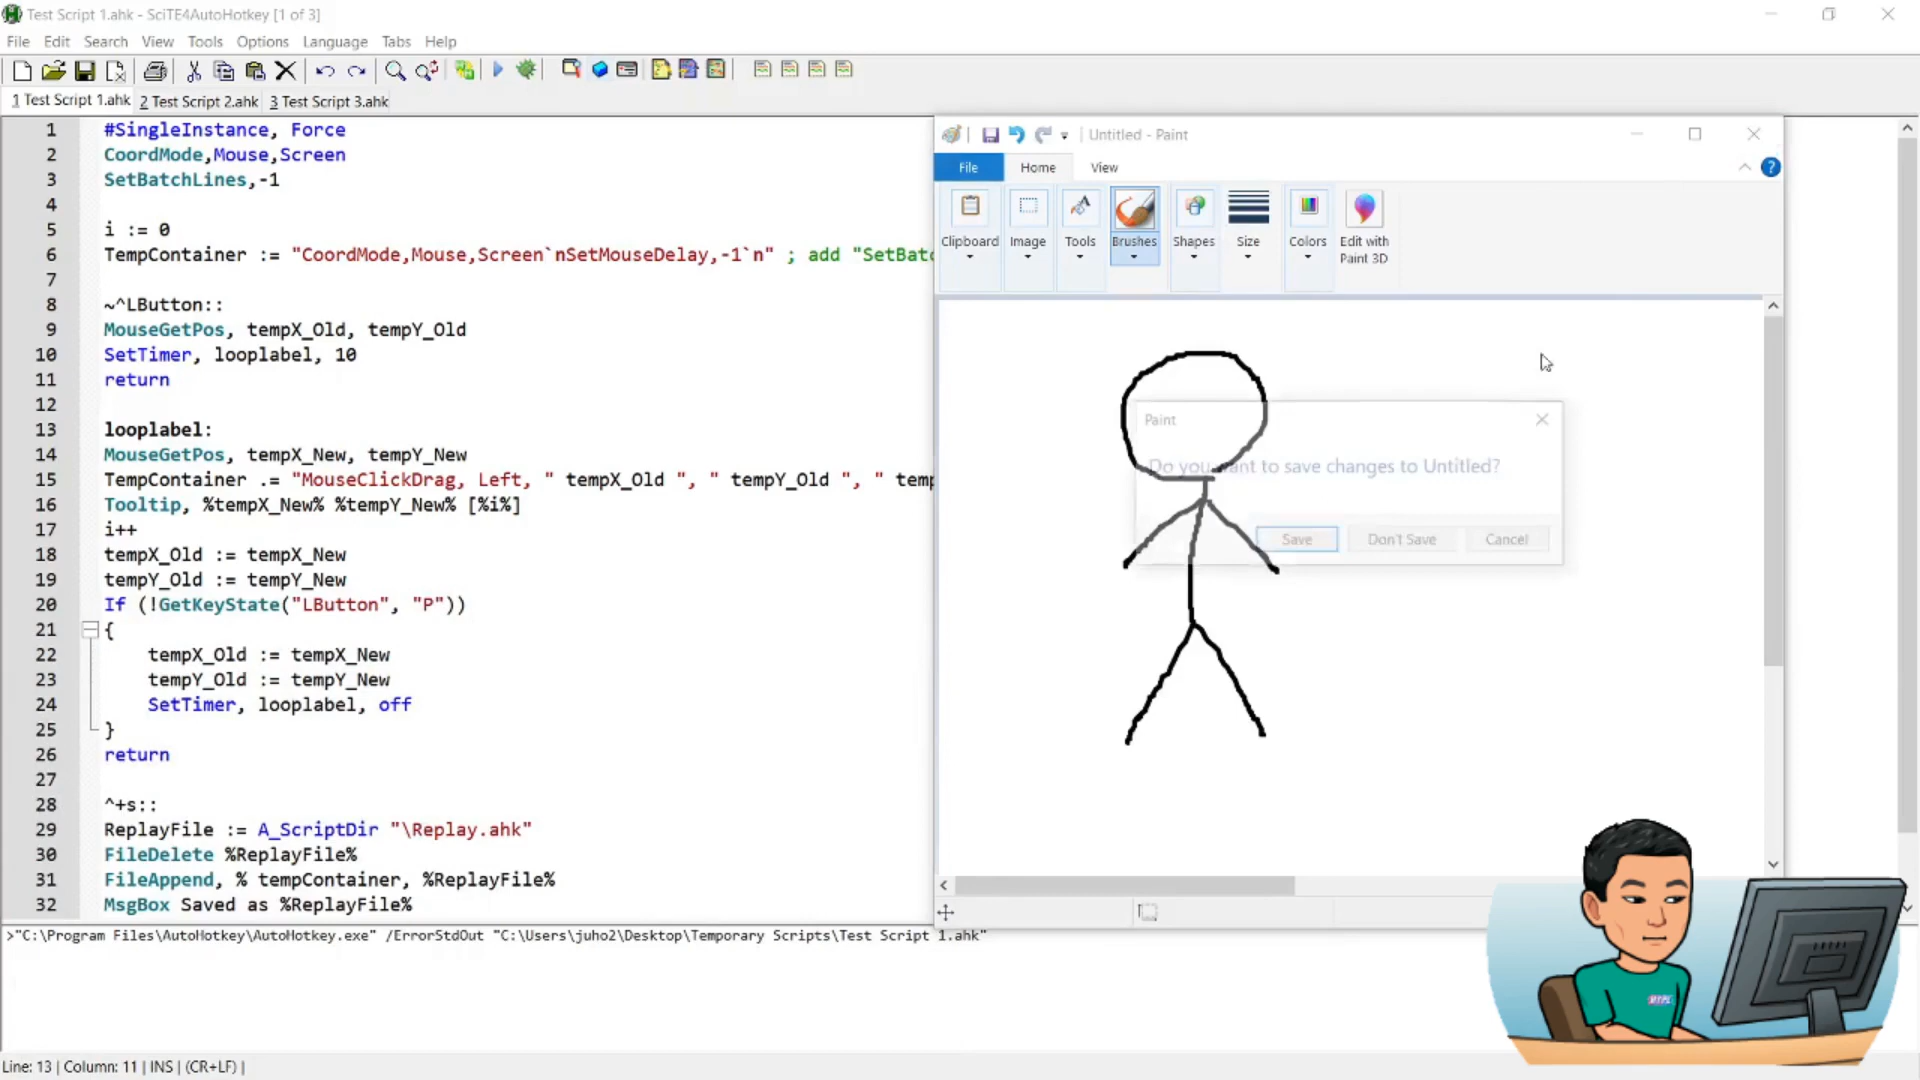 Test Script 1.ahk - SciTE4AutoHotkey [1 of 3]
File Edit Search View Tools Options Language Tabs Help
1 Test Script 1.ahk 2 Test Script 2.ahk 3 Test Script 3.ahk
1 #SingleInstance, Force
2 CoordMode,Mouse,Screen
3 SetBatchLines,-1
4
5 i := 0
6 TempContainer := "CoordMode,Mouse,Screen`nSetMouseDelay,-1`n" ; add "SetBatc
7
8 ~^LButton::
9 MouseGetPos, tempX_Old, tempY_Old
10 SetTimer, looplabel, 10
11 return
12
13 looplabel:
14 MouseGetPos, tempX_New, tempY_New
15 TempContainer .= "MouseClickDrag, Left, " tempX_Old ", " tempY_Old ", " temp
16 Tooltip, %tempX_New% %tempY_New% [%i%]
17 i++
18 tempX_Old := tempX_New
19 tempY_Old := tempY_New
20 If (!GetKeyState("LButton", "P"))
21 {
22 tempX_Old := tempX_New
23 tempY_Old := tempY_New
24 SetTimer, looplabel, off
25 }
26 return
27
28 ^+s::
29 ReplayFile := A_ScriptDir "\Replay.ahk"
30 FileDelete %ReplayFile%
31 FileAppend, % tempContainer, %ReplayFile%
32 MsgBox Saved as %ReplayFile%
>"C:\Program Files\AutoHotkey\AutoHotkey.exe" /ErrorStdOut "C:\Users\juho2\Desktop\Temporary Scripts\Test Script 1.ahk"
Line: 13 | Column: 11 | INS | (CR+LF) |
Untitled - Paint
File Home View
Clipboard Image Tools Brushes Shapes Size Colors Edit with
Paint 3D
Paint
Do you want to save changes to Untitled?
Save Don't Save Cancel